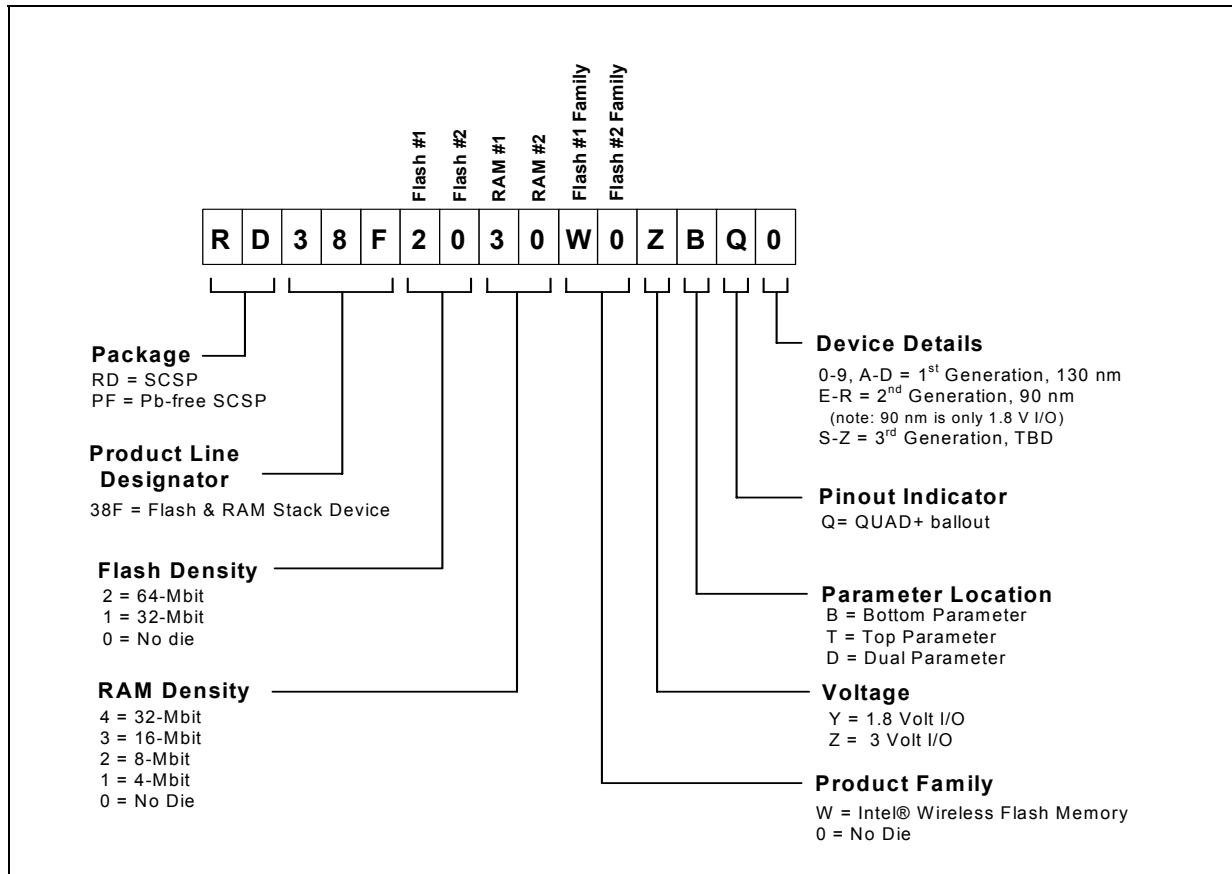 Flash #1
Flash #2
RAM #1
RAM #2
Flash #1 Family
Flash #2 Family
R D 3 8 F 2 0 3 0 W 0 Z B Q 0
Package
RD = SCSP
PF = Pb-free SCSP
Product Line
Designator
38F = Flash & RAM Stack Device
Flash Density
2 = 64-Mbit
1 = 32-Mbit
0 = No die
RAM Density
4 = 32-Mbit
3 = 16-Mbit
2 = 8-Mbit
1 = 4-Mbit
0 = No Die
Device Details
0-9, A-D = 1st Generation, 130 nm
E-R = 2nd Generation, 90 nm
(note: 90 nm is only 1.8 V I/O)
S-Z = 3rd Generation, TBD
Pinout Indicator
Q= QUAD+ ballout
Parameter Location
B = Bottom Parameter
T = Top Parameter
D = Dual Parameter
Voltage
Y = 1.8 Volt I/O
Z = 3 Volt I/O
Product Family
W = Intel® Wireless Flash Memory
0 = No Die